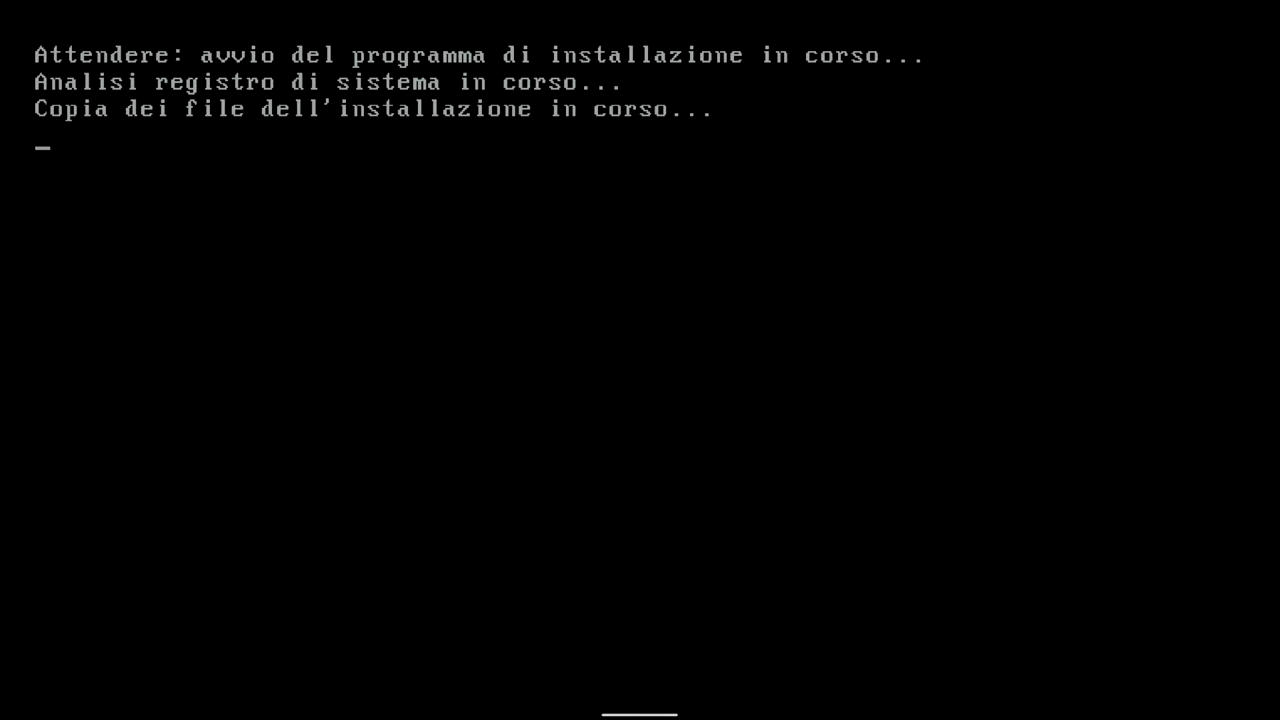 Attendere: avvio del programma di installazione in corso...
Analisi registro di sistema in corso...
Copia dei file dell'installazione in corso...